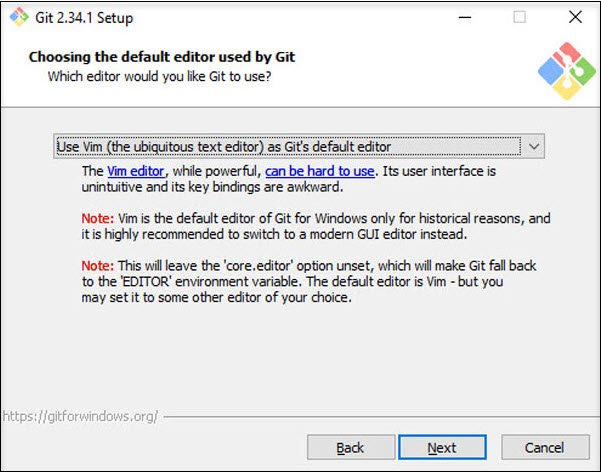 Git 2.34.1 Setup
Choosing the default editor used by Git
Which editor would you like Git to use?
Use Vim (the ubiquitous text editor) as Git's default editor
The Vim editor, while powerful, can be hard to use. Its user interface is
unintuitive and its key bindings are awkward.
Note: Vim is the default editor of Git for Windows only for historical reasons, and
it is highly recommended to switch to a modern GUI editor instead.
Note: This will leave the 'core.editor' option unset, which will make Git fall back
to the 'EDITOR' environment variable. The default editor is Vim - but you
may set it to some other editor of your choice.
https://gitforwindows.org/
Back
Next
Cancel